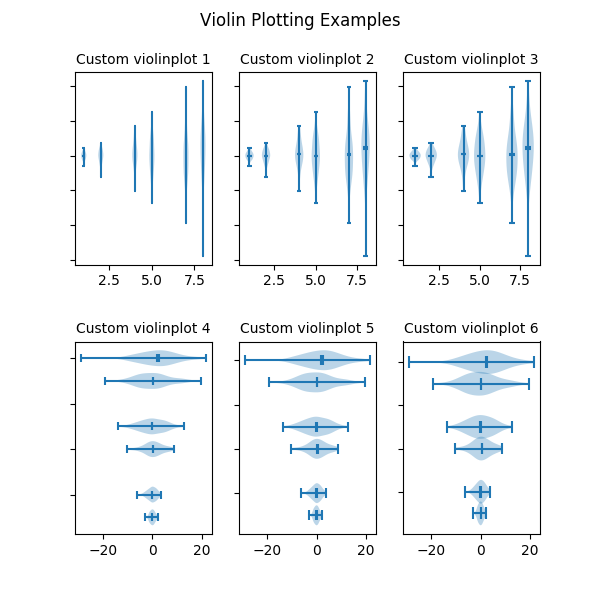 Violin Plotting Examples
Custom violinplot 1 Custom violinplot 2 Custom violinplot 3
2.5 5.0 7.5 2.5 5.0 7.5 2.5 5.0 7.5
Custom violinplot 4 Custom violinplot 5 Custom violinplot 6
−20 0 20 −20 0 20 −20 0 20